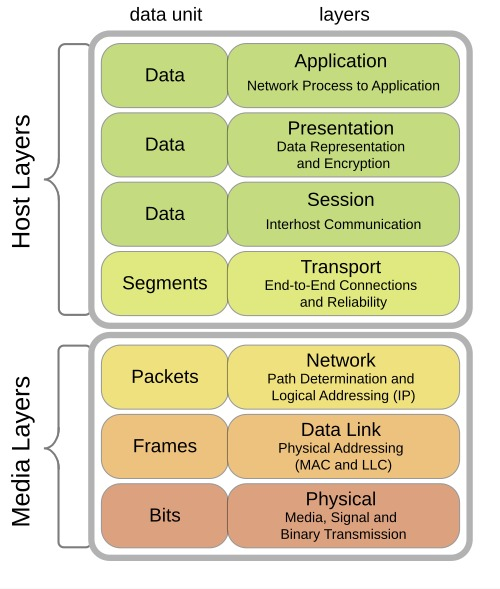 data unit layers
Host Layers
Data
Application
Network Process to Application
Data
Presentation
Data Representation
and Encryption
Data
Session
Interhost Communication
Segments
Transport
End-to-End Connections
and Reliability
Media Layers
Packets
Network
Path Determination and
Logical Addressing (IP)
Frames
Data Link
Physical Addressing
(MAC and LLC)
Bits
Physical
Media, Signal and
Binary Transmission